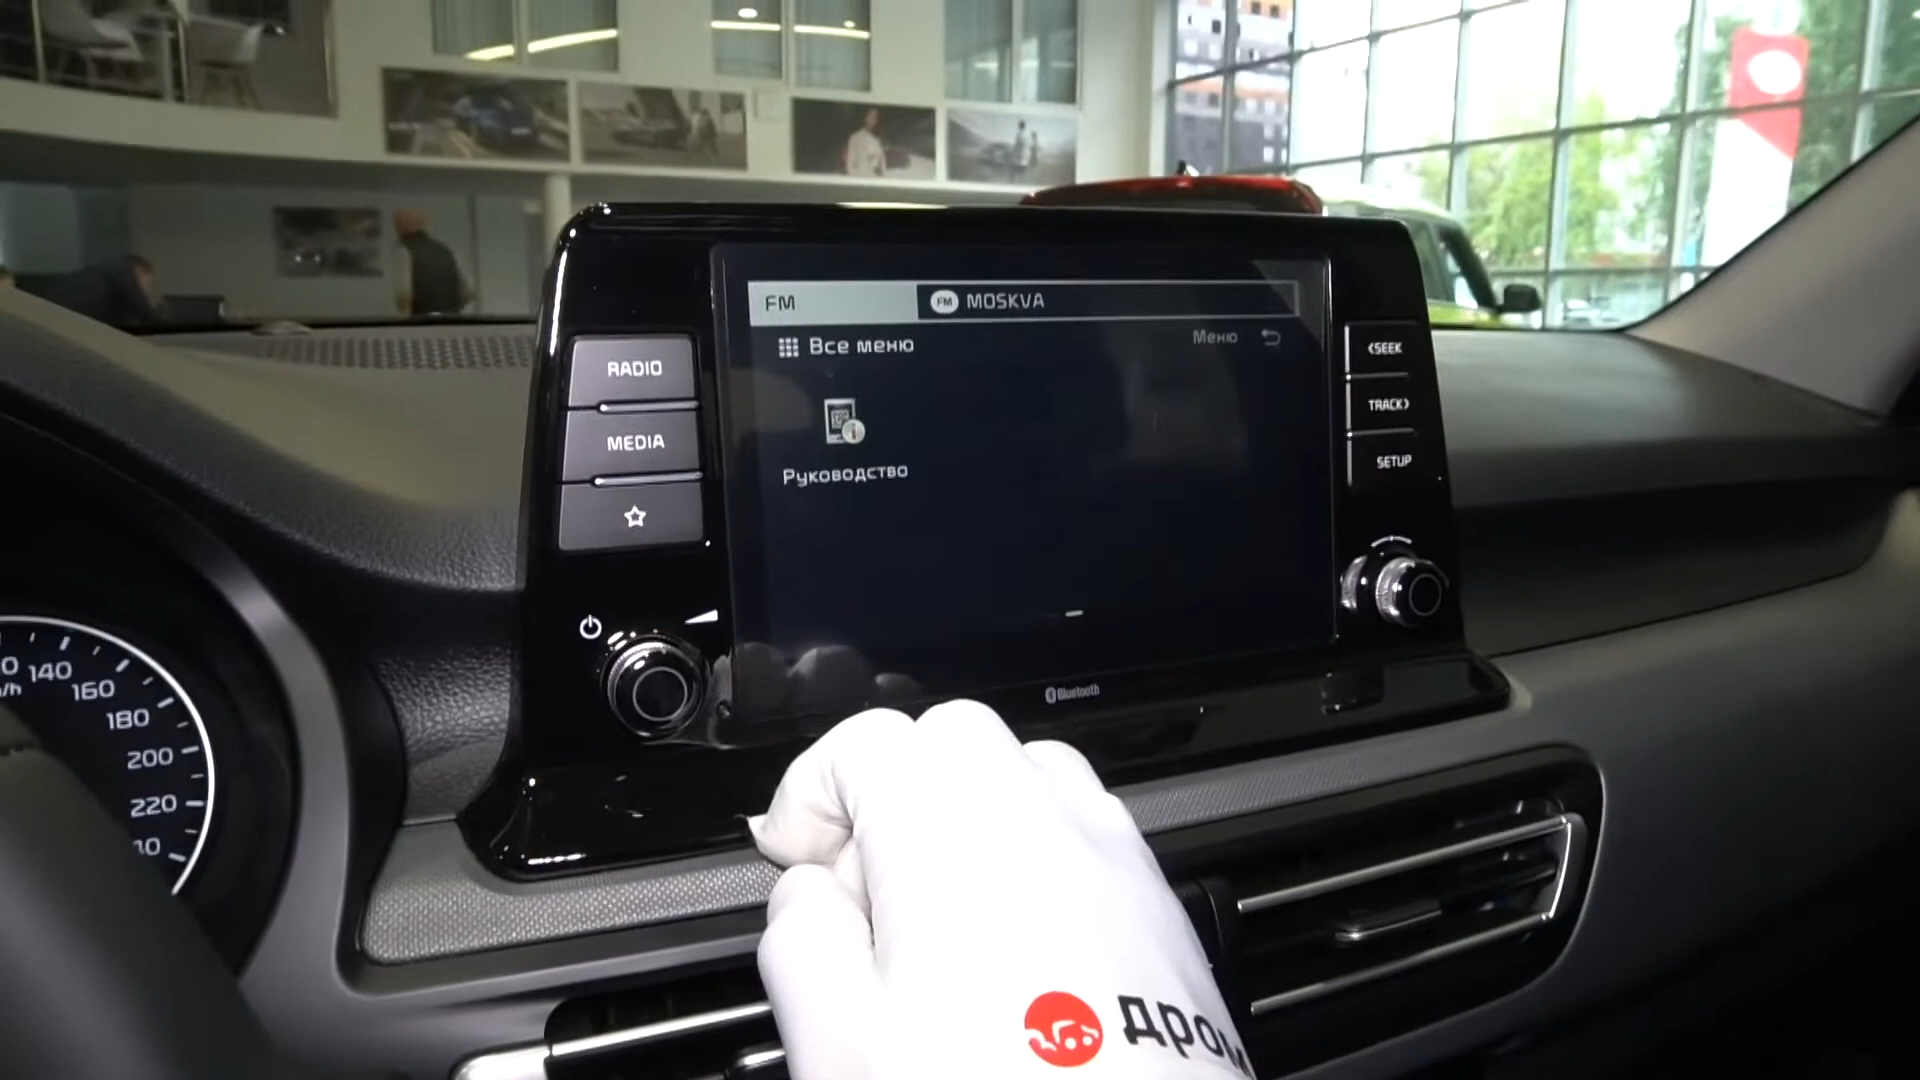 FM
FM MOSKVA
Все меню
Меню
Руководство
RADIO
MEDIA
<SEEK
TRACK>
SETUP
Bluetooth
140
160
180
200
220
дром